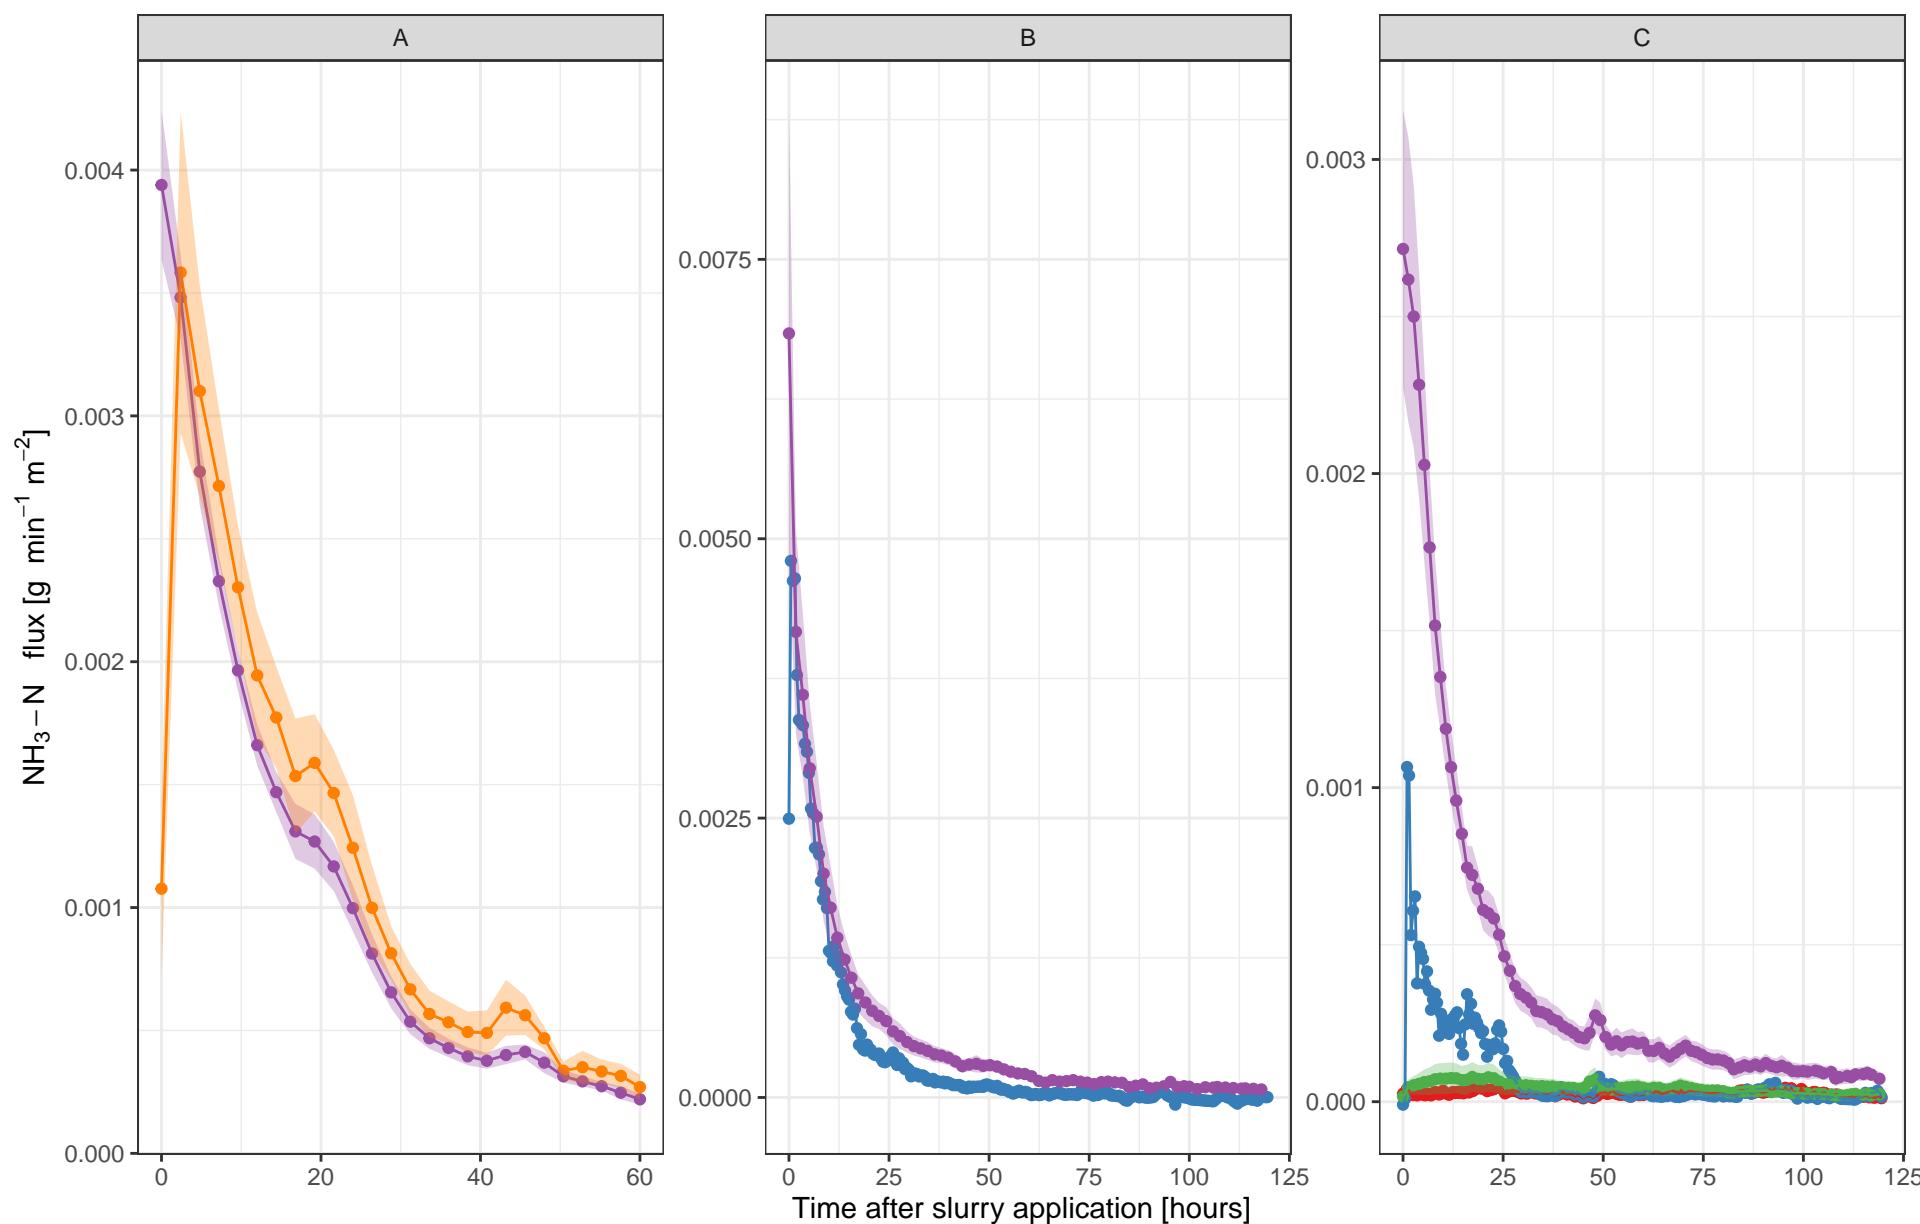 A
B
C
NH₃−N flux [g min⁻¹ m⁻²]
0.004
0.003
0.002
0.001
0.000
0 20 40 60
0.0075
0.0050
0.0025
0.0000
0 25 50 75 100 125
0.003
0.002
0.001
0.000
0 25 50 75 100 125
Time after slurry application [hours]